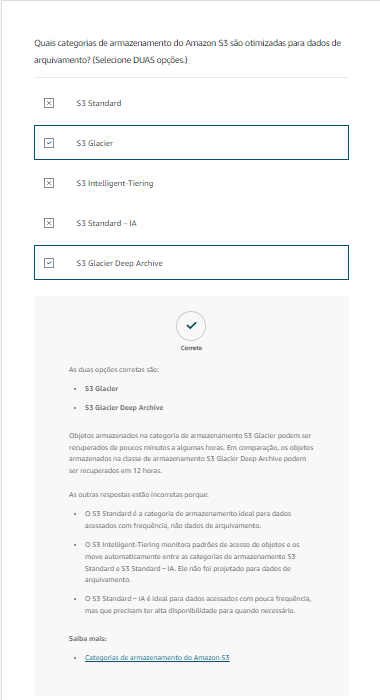 Quais categorias de armazenamento do Amazon S3 são otimizadas para dados de
arquivamento? (Selecione DUAS opções.)
S3 Standard
S3 Glacier
S3 Intelligent-Tiering
S3 Standard – IA
S3 Glacier Deep Archive
Correto
As duas opções corretas são:
• S3 Glacier
• S3 Glacier Deep Archive
Objetos armazenados na categoria de armazenamento S3 Glacier podem ser
recuperados de poucos minutos a algumas horas. Em comparação, os objetos
armazenados na classe de armazenamento S3 Glacier Deep Archive podem
ser recuperados em 12 horas.
As outras respostas estão incorretas porque:
• O S3 Standard é a categoria de armazenamento ideal para dados
acessados com frequência, não dados de arquivamento.
• O S3 Intelligent-Tiering monitora padrões de acesso de objetos e os
move automaticamente entre as categorias de armazenamento S3
Standard e S3 Standard – IA. Ele não foi projetado para dados de
arquivamento.
• O S3 Standard – IA é ideal para dados acessados com pouca frequência,
mas que precisam ter alta disponibilidade para quando necessário.
Saiba mais:
• Categorias de armazenamento do Amazon S3